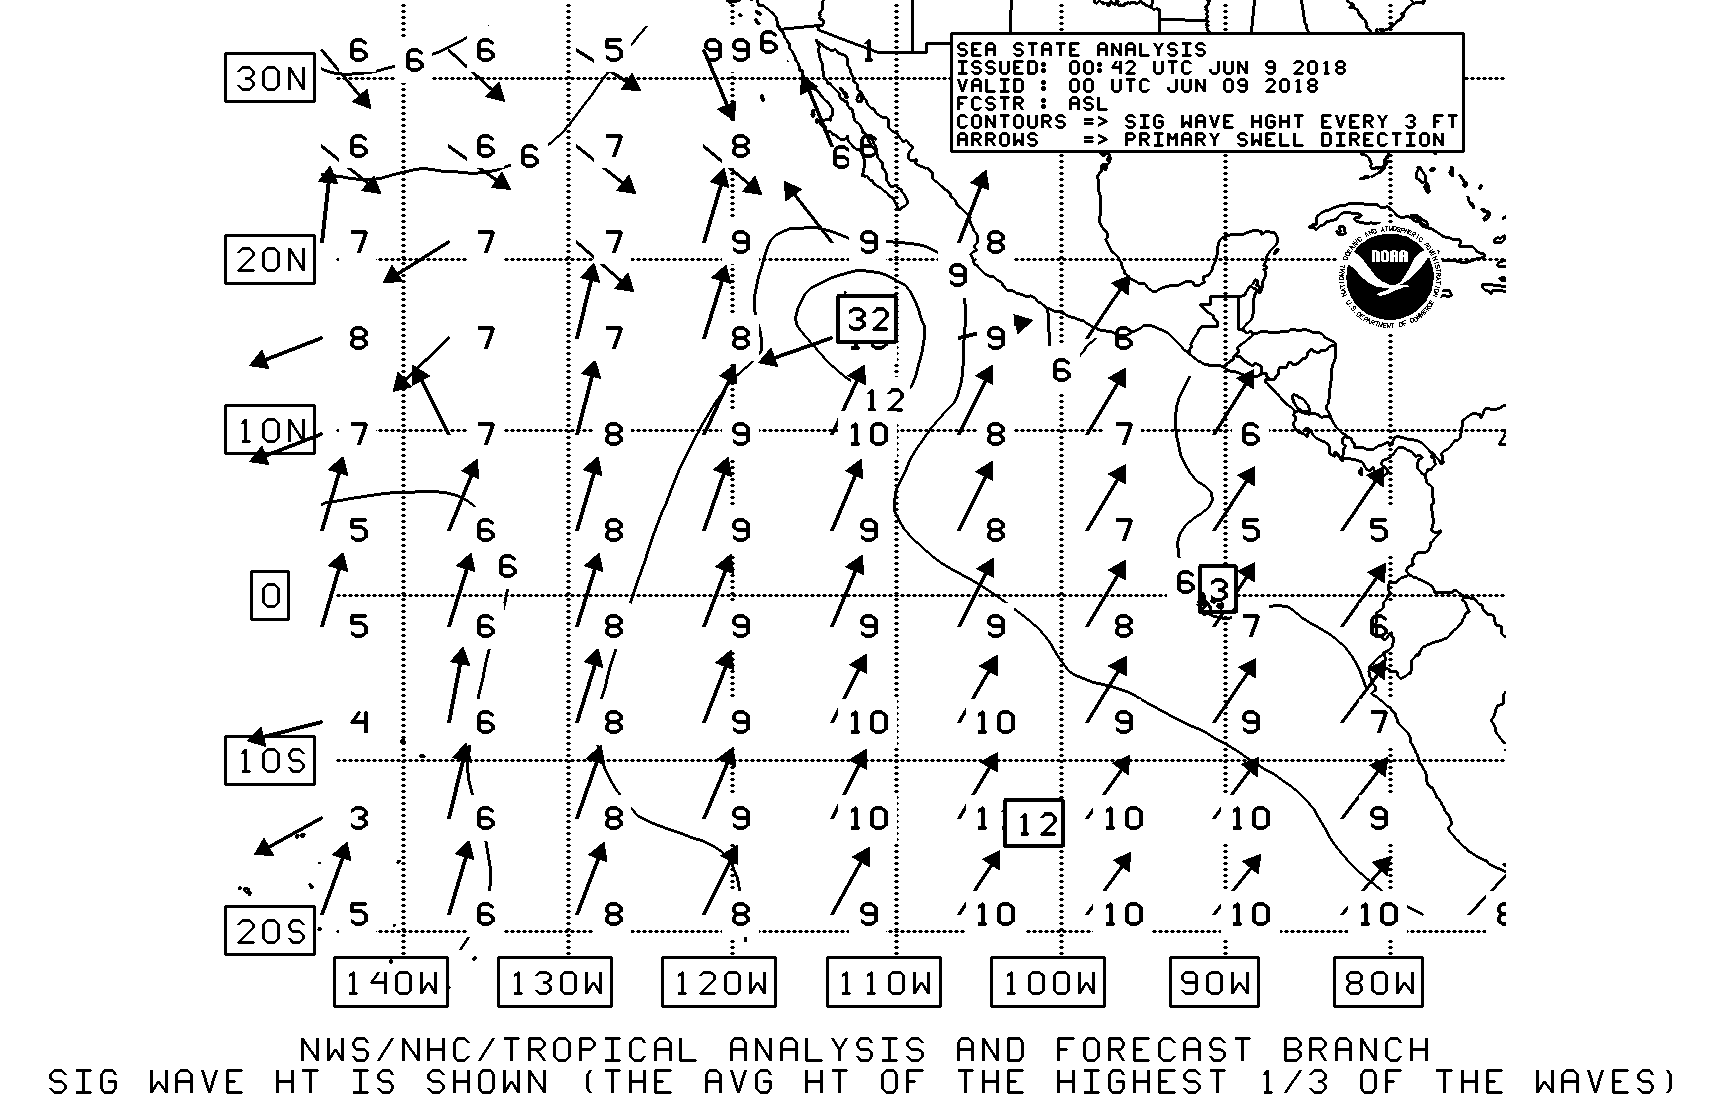 6 6 6 5 99 6 1
30N
SEA STATE ANALYSIS
ISSUED: 00:42 UTC JUN 9 2018
VALID : 00 UTC JUN 09 2018
FCSTR : ASL
CONTOURS => SIG WAVE HGHT EVERY 3 FT
ARROWS => PRIMARY SWELL DIRECTION
6 6 6 7 8 6 6
20N 7 7 7 9 9 9 8
NOAA
NATIONAL OCEANIC AND ATMOSPHERIC ADMINISTRATION
U.S. DEPARTMENT OF COMMERCE
32
8 7 7 8 9 6
6
12
10N 7 7 8 9 10 8 7 6
5 6 8 9 9 8 7 5 5
6
0 6 3
5 6 8 9 9 9 8 7 6
4 6 8 9 10 10 9 9 7
10S
3 6 8 9 10 1 12 10 10 9
5 6 8 8 9 10 10 10 10
20S
140W 130W 120W 110W 100W 90W 80W
NWS/NHC/TROPICAL ANALYSIS AND FORECAST BRANCH
SIG WAVE HT IS SHOWN (THE AVG HT OF THE HIGHEST 1/3 OF THE WAVES)